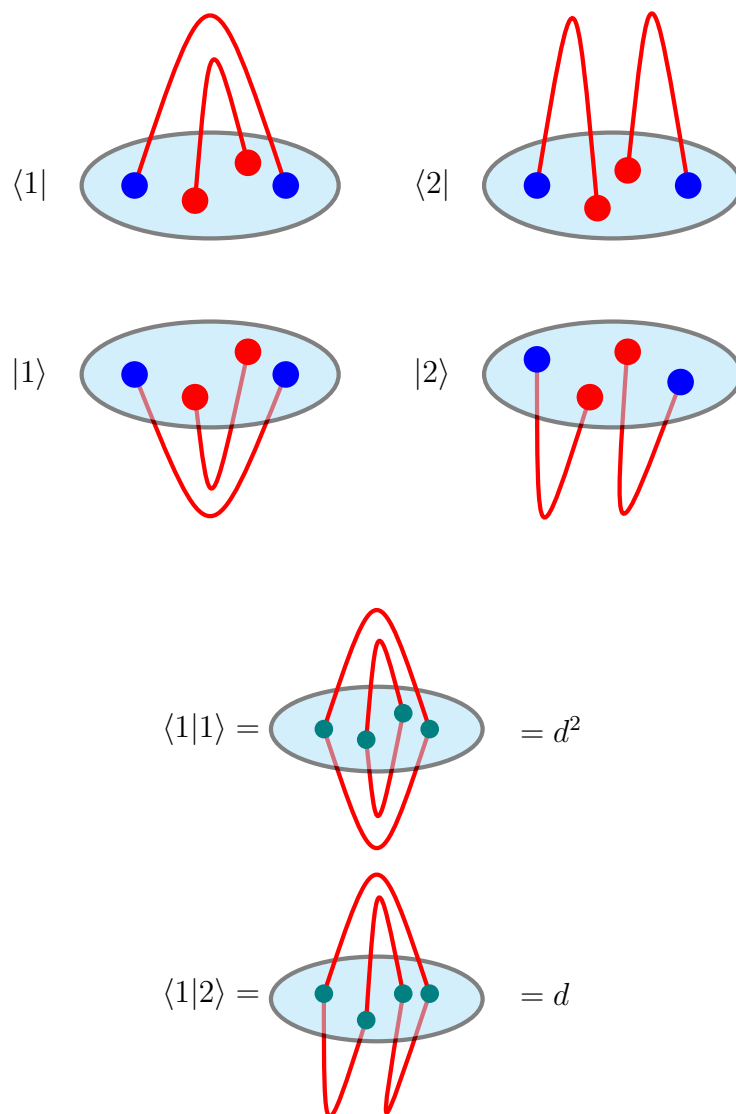 ⟨1| ⟨2|
|1⟩ |2⟩
⟨1|1⟩ = = d²
⟨1|2⟩ = = d